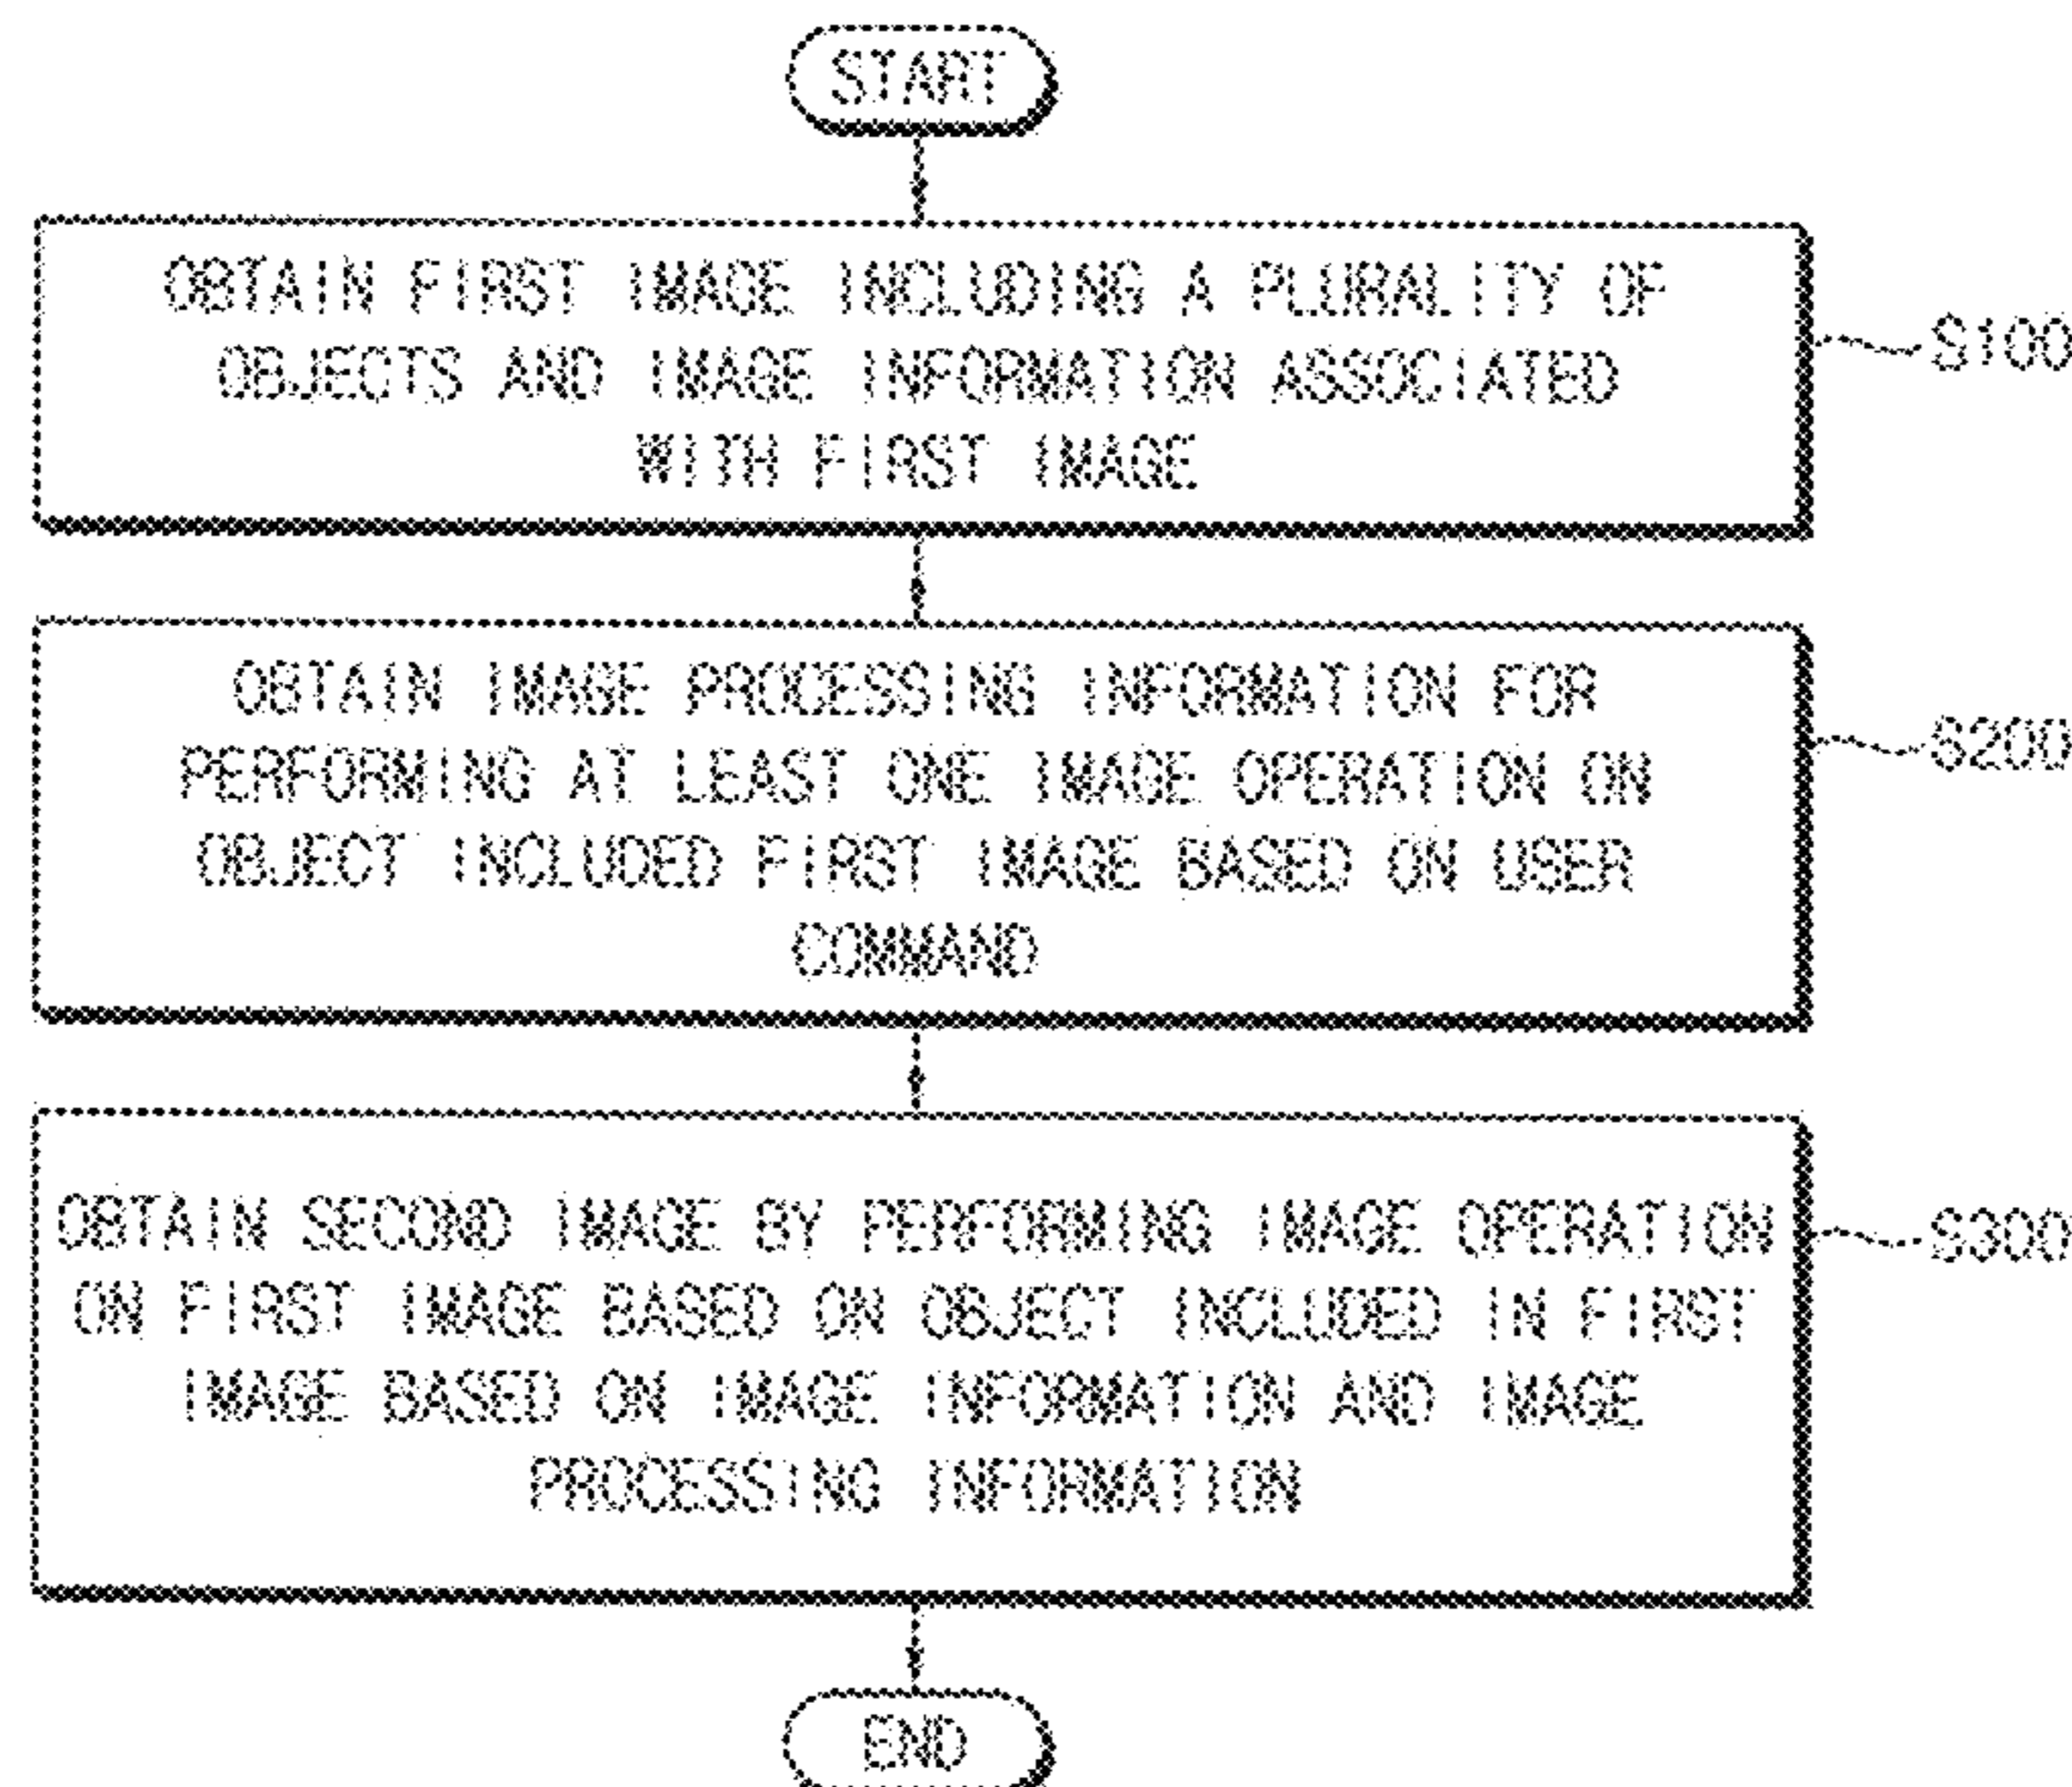 START
OBTAIN FIRST IMAGE INCLUDING A PLURALITY OF
OBJECTS AND IMAGE INFORMATION ASSOCIATED
WITH FIRST IMAGE
S100
OBTAIN IMAGE PROCESSING INFORMATION FOR
PERFORMING AT LEAST ONE IMAGE OPERATION ON
OBJECT INCLUDED FIRST IMAGE BASED ON USER
COMMAND
S200
OBTAIN SECOND IMAGE BY PERFORMING IMAGE OPERATION
ON FIRST IMAGE BASED ON OBJECT INCLUDED IN FIRST
IMAGE BASED ON IMAGE INFORMATION AND IMAGE
PROCESSING INFORMATION
S300
END